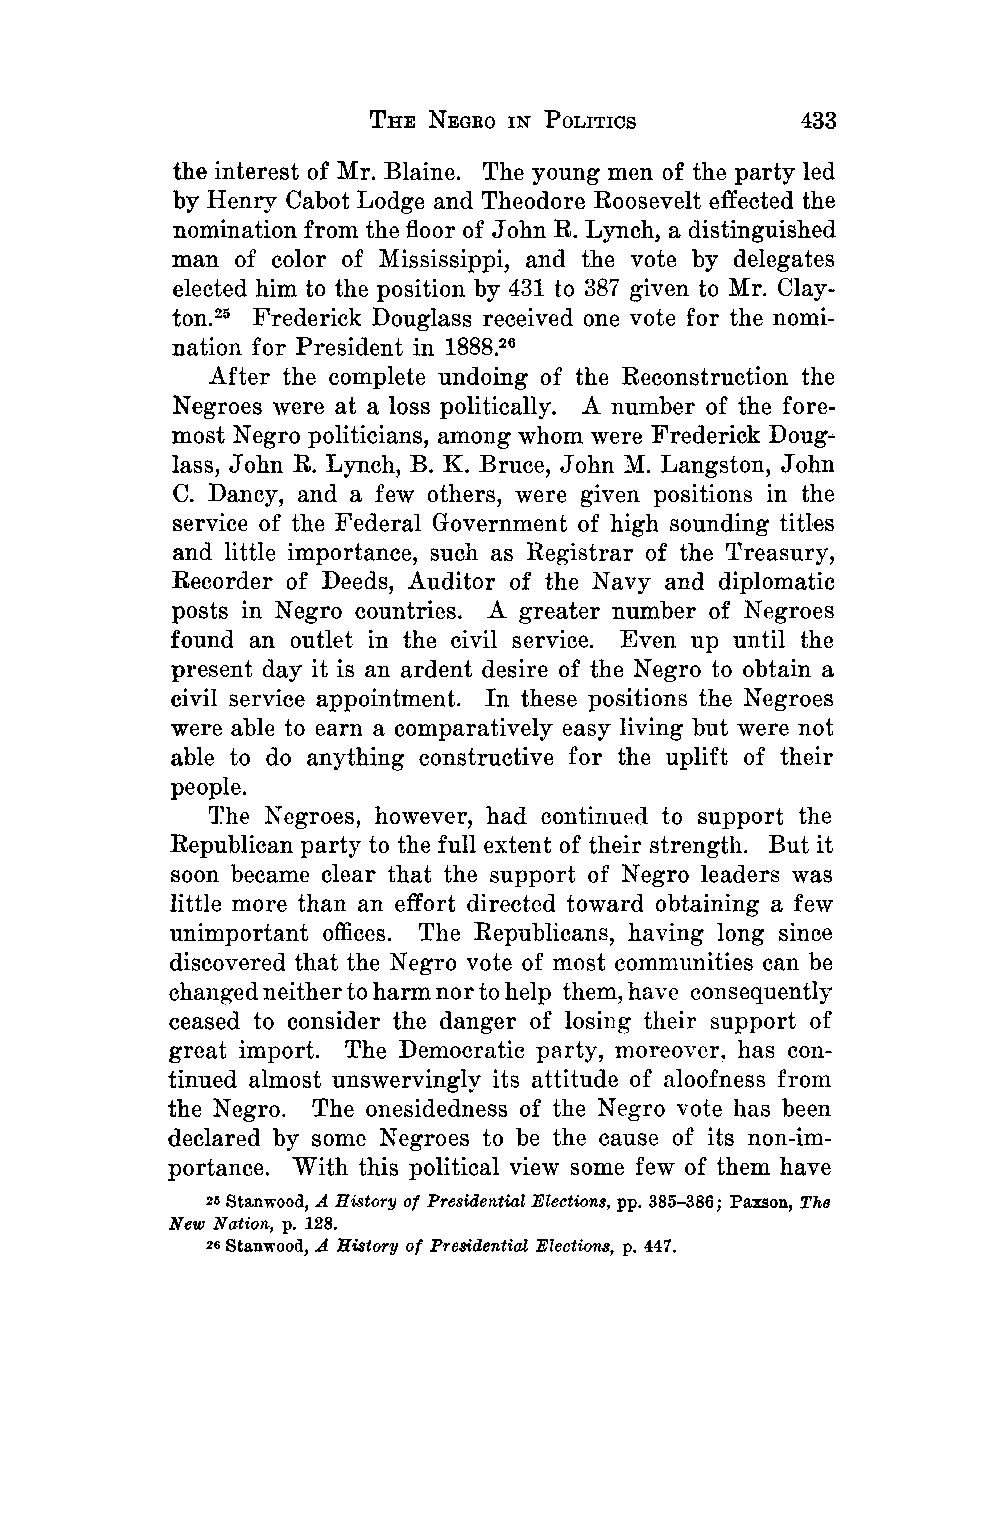 THE NEGRO IN POLITICS 433
the interest of Mr. Blaine. The young men of the party led
by Henry Cabot Lodge and Theodore Roosevelt effected the
nomination from the floor of John R. Lynch, a distinguished
man of color of Mississippi, and the vote by delegates
elected him to the position by 431 to 387 given to Mr. Clay-
ton.25 Frederick Douglass received one vote for the nomi-
nation for President in 1888.26
After the complete undoing of the Reconstruction the
Negroes were at a loss politically. A number of the fore-
most Negro politicians, among whom were Frederick Doug-
lass, John R. Lynch, B. K. Bruce, John M. Langston, John
C. Dancy, and a few others, were given positions in the
service of the Federal Government of high sounding titles
and little importance, such as Registrar of the Treasury,
Recorder of Deeds, Auditor of the Navy and diplomatic
posts in Negro countries. A greater number of Negroes
found an outlet in the civil service. Even up until the
present day it is an ardent desire of the Negro to obtain a
civil service appointment. In these positions the Negroes
were able to earn a comparatively easy living but were not
able to do anything constructive for the uplift of their
people.
The Negroes, however, had continued to support the
Republican party to the full extent of their strength. But it
soon became clear that the support of Negro leaders was
little more than an effort directed toward obtaining a few
unimportant offices. The Republicans, having long since
discovered that the Negro vote of most communities can be
changed neither to harm nor to help them, have consequently
ceased to consider the danger of losing their support of
great import. The Democratic party, moreover, has con-
tinued almost unswervingly its attitude of aloofness from
the Negro. The onesidedness of the Negro vote has been
declared by some Negroes to be the cause of its non-im-
portance. With this political view some few of them have
25 Stanwood, A History of Presidential Elections, pp. 385–386; Paxson, The
New Nation, p. 128.
26 Stanwood, A History of Presidential Elections, p. 447.